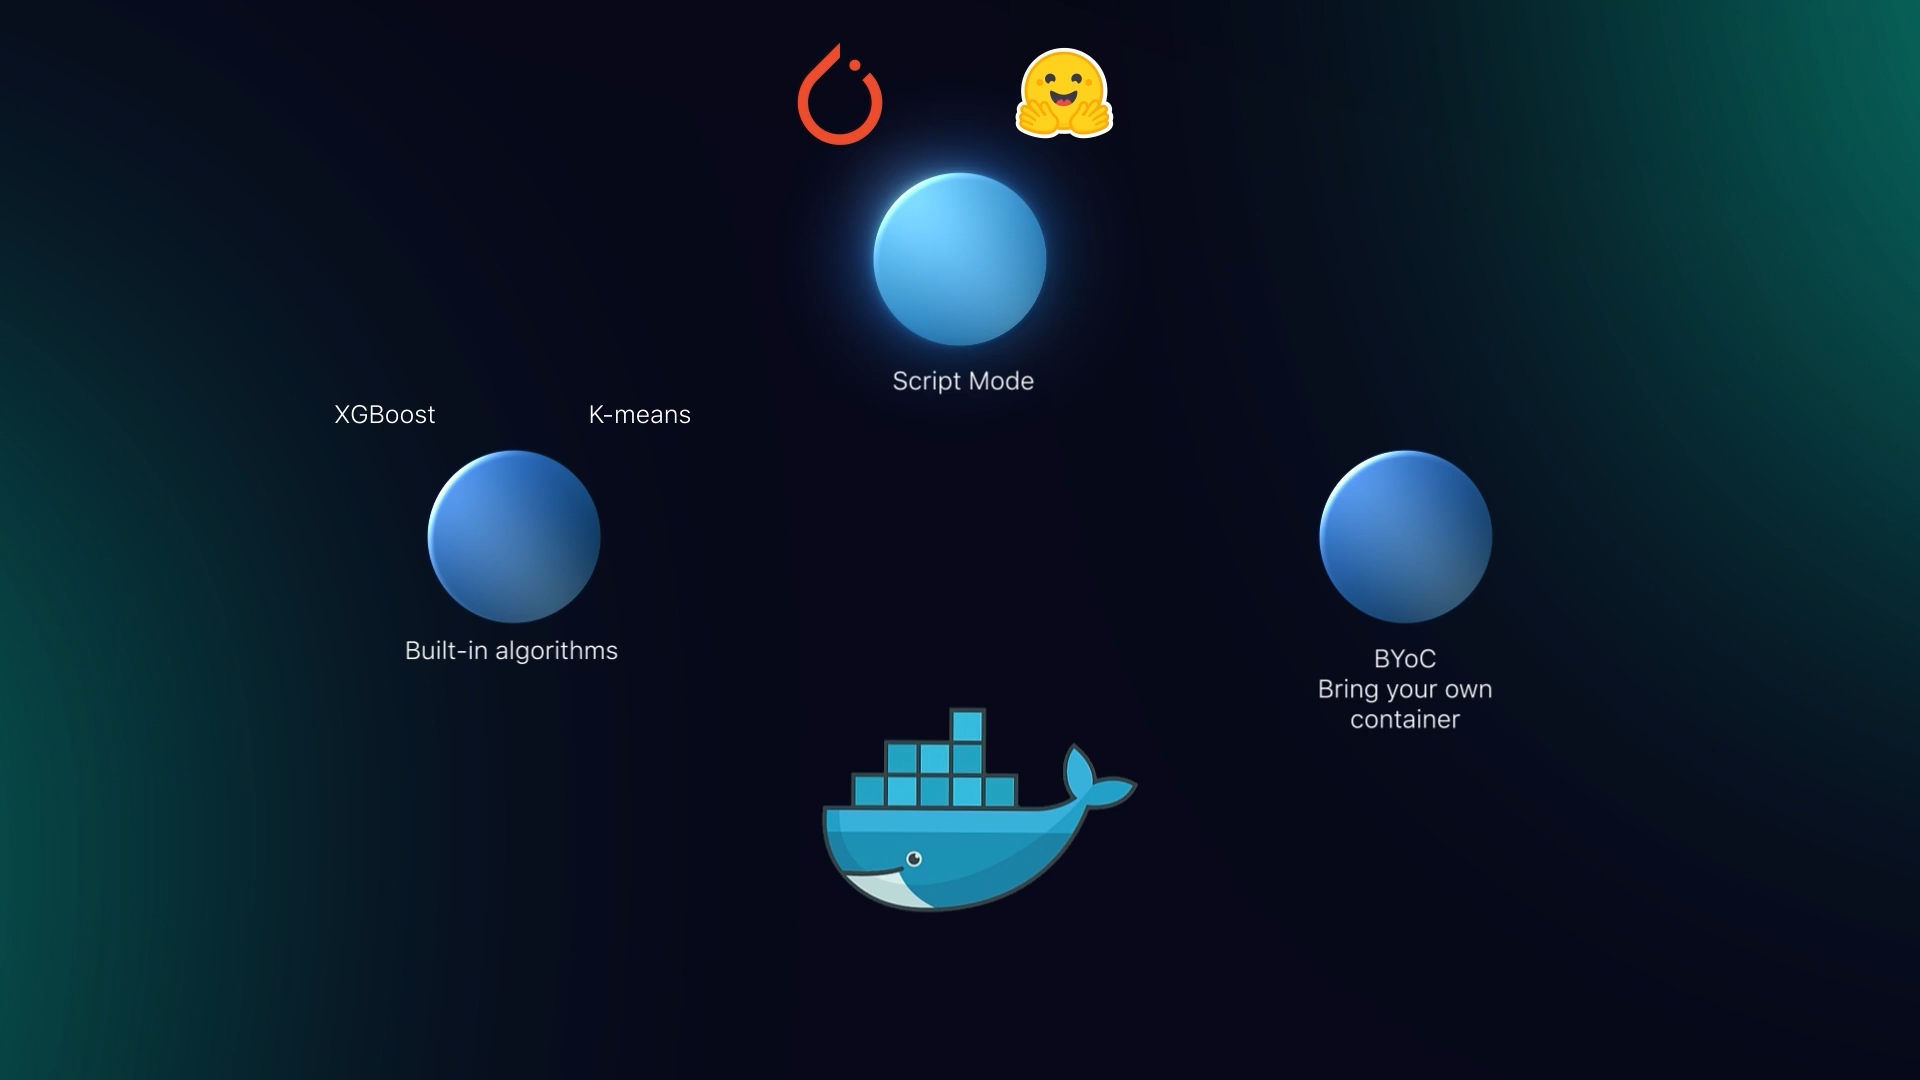 Script Mode
XGBoost
K-means
Built-in algorithms
BYoC
Bring your own
container